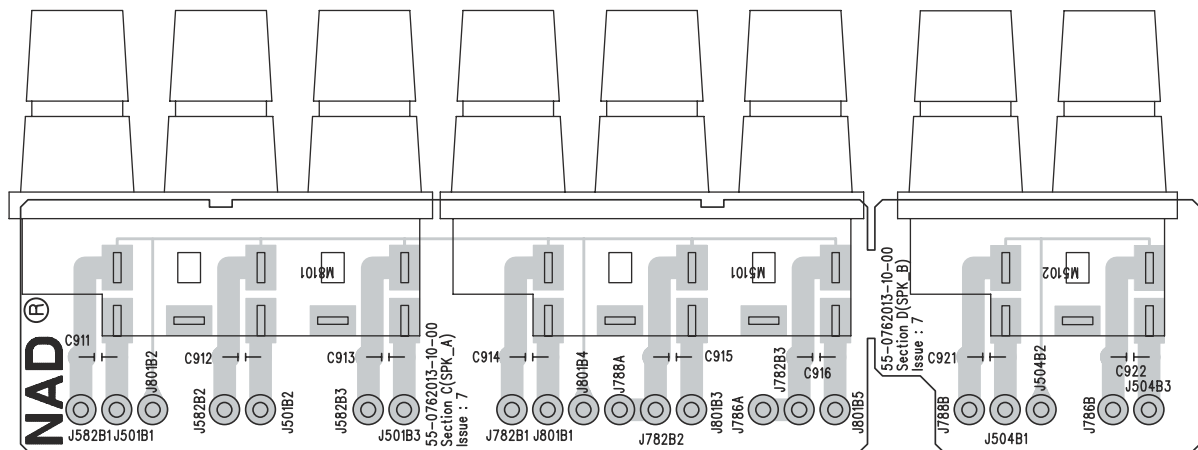 NAD ®
M8101
M5101
M5102
C911
C912
C913
C914
C915
C916
C921
C922
J801B2
J582B2
J501B2
J582B3
J801B4
J788A
J782B3
J801B3
J786A
J801B5
J788B
J504B2
J786B
J504B3
J582B1
J501B1
J501B3
J782B1
J801B1
J782B2
J504B1
55-0762013-10-00
Section C(SPK_A)
Issue : 7
55-0762013-10-00
Section D(SPK_B)
Issue : 7